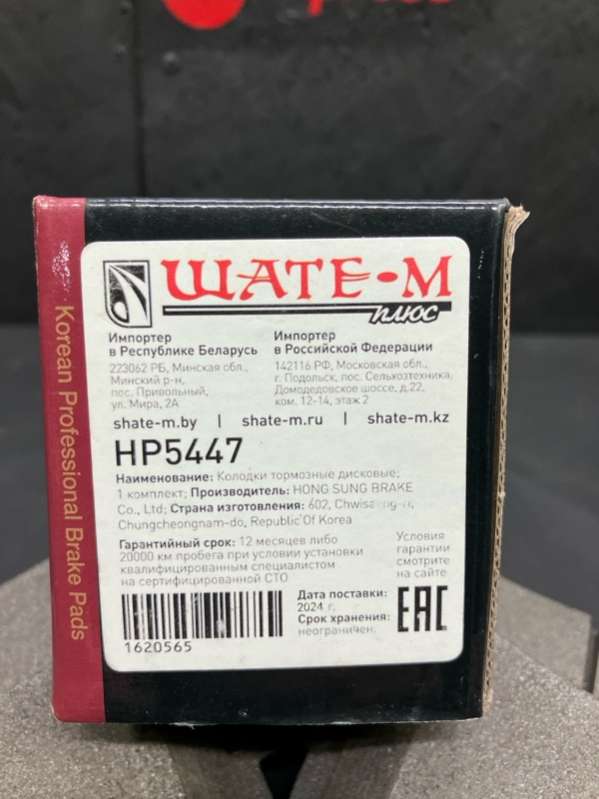 ШАТЕ-М
плюс
Импортер
в Республике Беларусь
223062 РБ, Минская обл.,
Минский р-н,
пос. Привольный,
ул. Мира, 2А
Импортер
в Российской Федерации
142116 РФ, Московская обл.,
г. Подольск, пос. Сельхозтехника,
Домодедовское шоссе, д.22,
ком. 12-14, этаж 2
shate-m.by | shate-m.ru | shate-m.kz
HP5447
Наименование: Колодки тормозные дисковые;
1 комплект; Производитель: HONG SUNG BRAKE
Co., Ltd; Страна изготовления: 602,
Chungcheongnam-do, Republic Of Korea
Гарантийный срок: 12 месяцев либо
20000 км пробега при условии установки
квалифицированным специалистом
на сертифицированной СТО
Условия
гарантии
смотрите
на сайте
1620565
Дата поставки:
2024 г.
Срок хранения:
неограничен.
EAC
Korean Professional Brake Pads